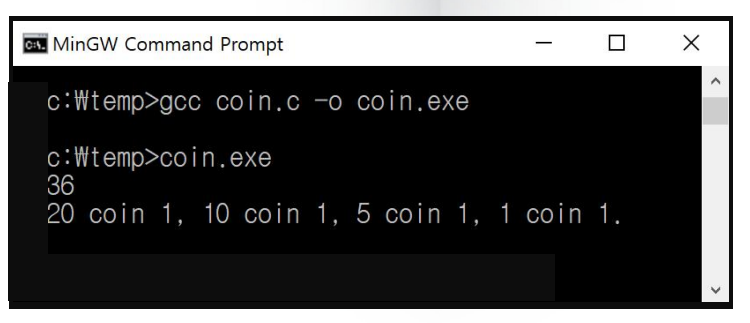 MinGW Command Prompt
c:₩temp>gcc coin.c -o coin.exe
c:₩temp>coin.exe
36
20 coin 1, 10 coin 1, 5 coin 1, 1 coin 1.